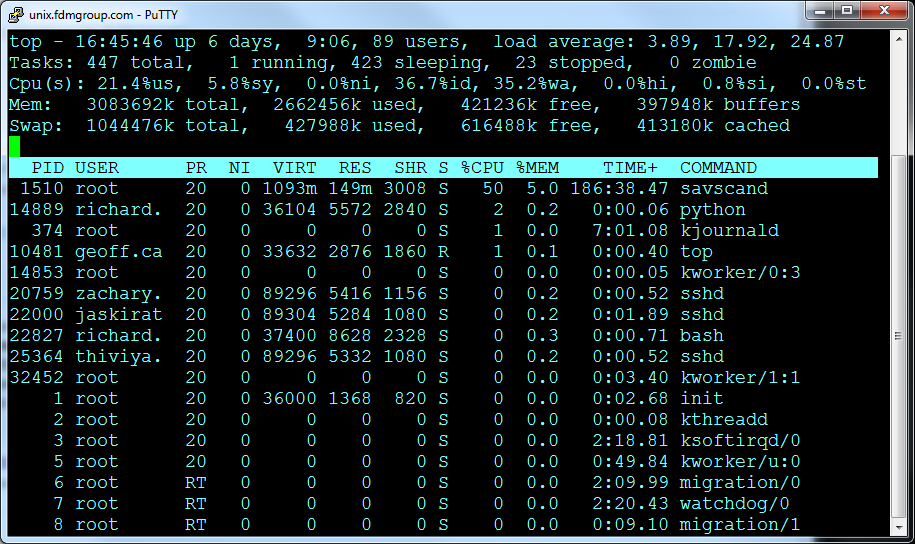 unix.fdmgroup.com - PuTTY
top - 16:45:46 up 6 days,  9:06, 89 users,  load average: 3.89, 17.92, 24.87
Tasks: 447 total,   1 running, 423 sleeping,  23 stopped,   0 zombie
Cpu(s): 21.4%us,  5.8%sy,  0.0%ni, 36.7%id, 35.2%wa,  0.0%hi,  0.8%si,  0.0%st
Mem:   3083692k total,  2662456k used,   421236k free,   397948k buffers
Swap:  1044476k total,   427988k used,   616488k free,   413180k cached
  PID USER      PR  NI  VIRT  RES  SHR S %CPU %MEM    TIME+  COMMAND
 1510 root      20   0 1093m 149m 3008 S   50  5.0 186:38.47 savscand
14889 richard.  20   0 36104 5572 2840 S    2  0.2   0:00.06 python
  374 root      20   0     0    0    0 S    1  0.0   7:01.08 kjournald
10481 geoff.ca  20   0 33632 2876 1860 R    1  0.1   0:00.40 top
14853 root      20   0     0    0    0 S    0  0.0   0:00.05 kworker/0:3
20759 zachary.  20   0 89296 5416 1156 S    0  0.2   0:00.52 sshd
22000 jaskirat  20   0 89304 5284 1080 S    0  0.2   0:01.89 sshd
22827 richard.  20   0 37400 8628 2328 S    0  0.3   0:00.71 bash
25364 thiviya.  20   0 89296 5332 1080 S    0  0.2   0:00.52 sshd
32452 root      20   0     0    0    0 S    0  0.0   0:03.40 kworker/1:1
    1 root      20   0 36000 1368  820 S    0  0.0   0:02.68 init
    2 root      20   0     0    0    0 S    0  0.0   0:00.08 kthreadd
    3 root      20   0     0    0    0 S    0  0.0   2:18.81 ksoftirqd/0
    5 root      20   0     0    0    0 S    0  0.0   0:49.84 kworker/u:0
    6 root      RT   0     0    0    0 S    0  0.0   2:09.99 migration/0
    7 root      RT   0     0    0    0 S    0  0.0   2:20.43 watchdog/0
    8 root      RT   0     0    0    0 S    0  0.0   0:09.10 migration/1